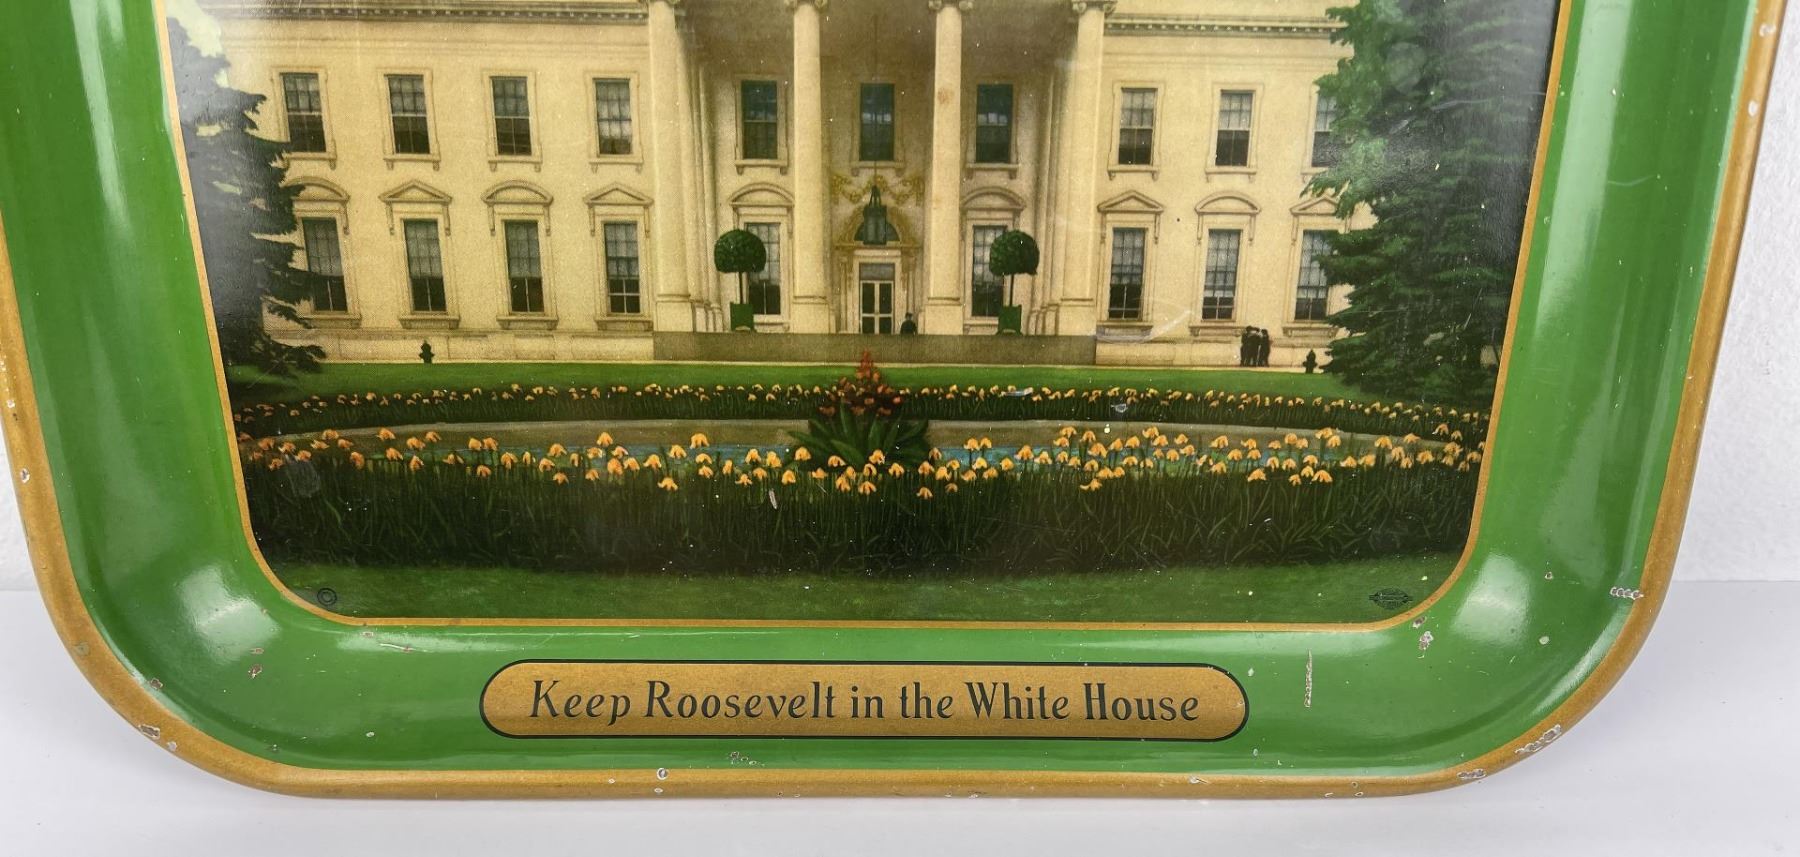 Keep Roosevelt in the White House
©